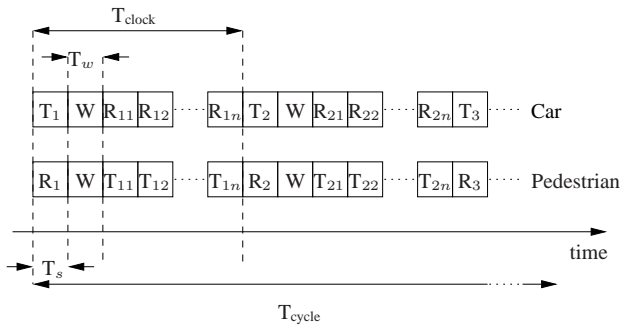 T_clock
T_w
T_1 W R_11 R_12 ...... R_1n T_2 W R_21 R_22 ...... R_2n T_3 ...... Car
R_1 W T_11 T_12 ...... T_1n R_2 W T_21 T_22 ...... T_2n R_3 ...... Pedestrian
time
T_s
T_cycle